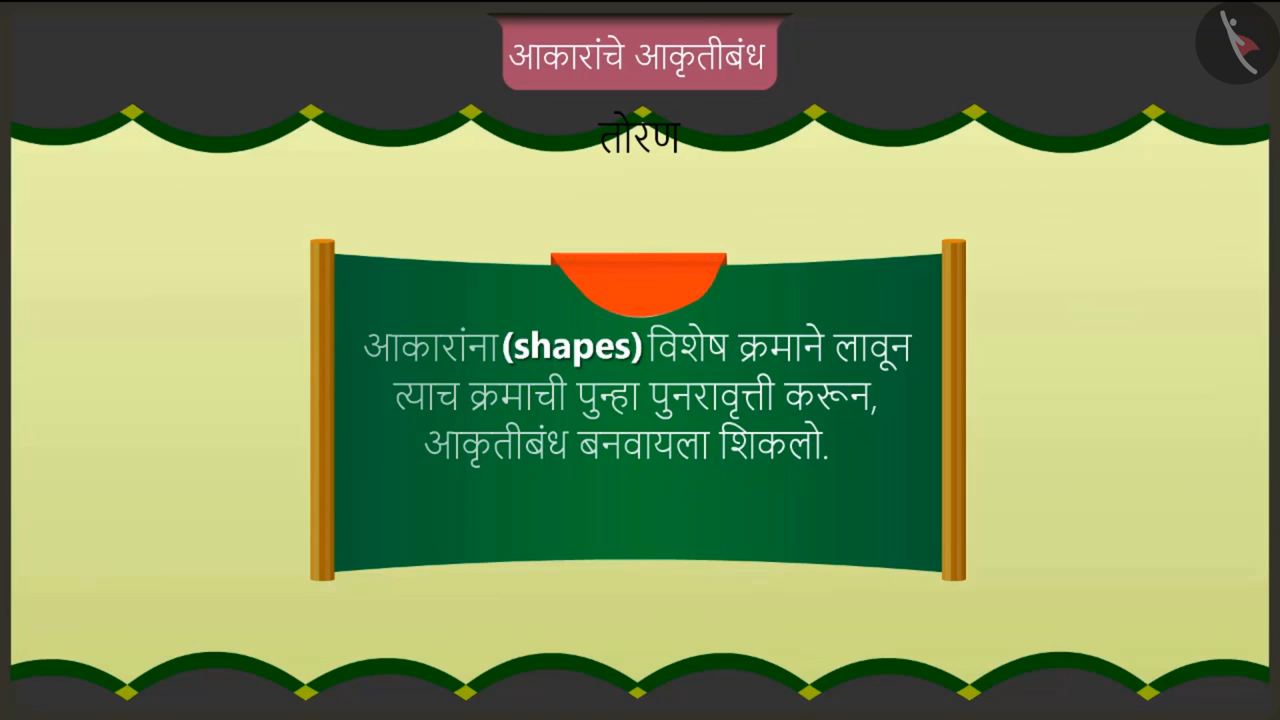 आकारांचे आकृतीबंध
तोरण
आकारांना (shapes) विशेष क्रमाने लावून
त्याच क्रमाची पुन्हा पुनरावृत्ती करून,
आकृतीबंध बनवायला शिकलो.